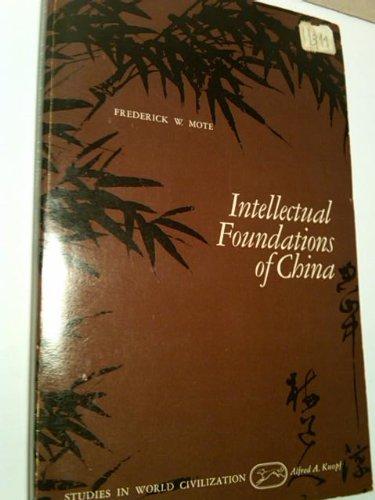 FREDERICK W. MOTE
Intellectual
Foundations
of China
STUDIES IN WORLD CIVILIZATION
Alfred A. Knopf